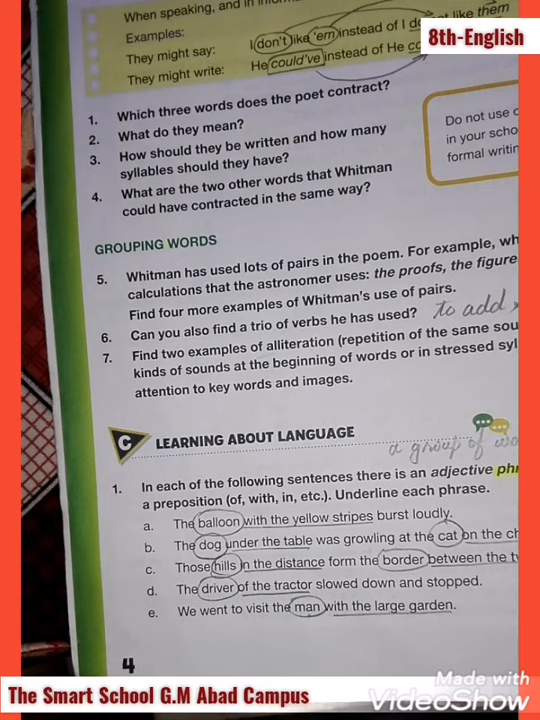 When speaking, and in
8th-English
Examples:
They might say: I don't like 'em instead of I do not like them
They might write: He could've instead of He
1. Which three words does the poet contract?
2. What do they mean?
3. How should they be written and how many
syllables should they have?
4. What are the two other words that Whitman
could have contracted in the same way?
Do not use
in your
formal
GROUPING WORDS
5. Whitman has used lots of pairs in the poem. For example,
calculations that the astronomer uses: the proofs, the
Find four more examples of Whitman's use of pairs.
6. Can you also find a trio of verbs he has used? to add
7. Find two examples of alliteration (repetition of the same
kinds of sounds at the beginning of words or in stressed
attention to key words and images.
C LEARNING ABOUT LANGUAGE
a group of
1. In each of the following sentences there is an adjective
a preposition (of, with, in, etc.). Underline each phrase.
a. The balloon with the yellow stripes burst loudly.
b. The dog under the table was growling at the cat on the
c. Those hills in the distance form the border between the
d. The driver of the tractor slowed down and stopped.
e. We went to visit the man with the large garden.
4
Made with
The Smart School G.M Abad Campus
VideoShow